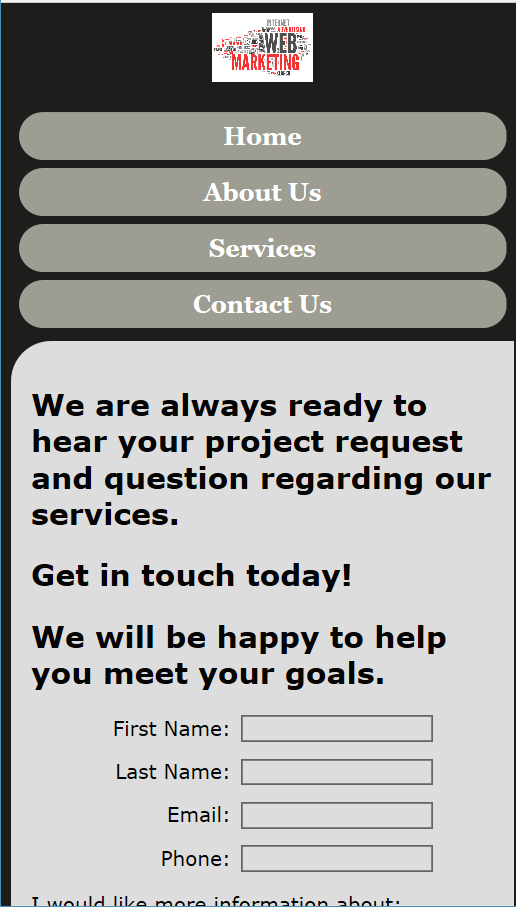 INTERNET
WEB
MARKETING
Home
About Us
Services
Contact Us
We are always ready to
hear your project request
and question regarding our
services.
Get in touch today!
We will be happy to help
you meet your goals.
First Name:
Last Name:
Email:
Phone:
I would like more information about: